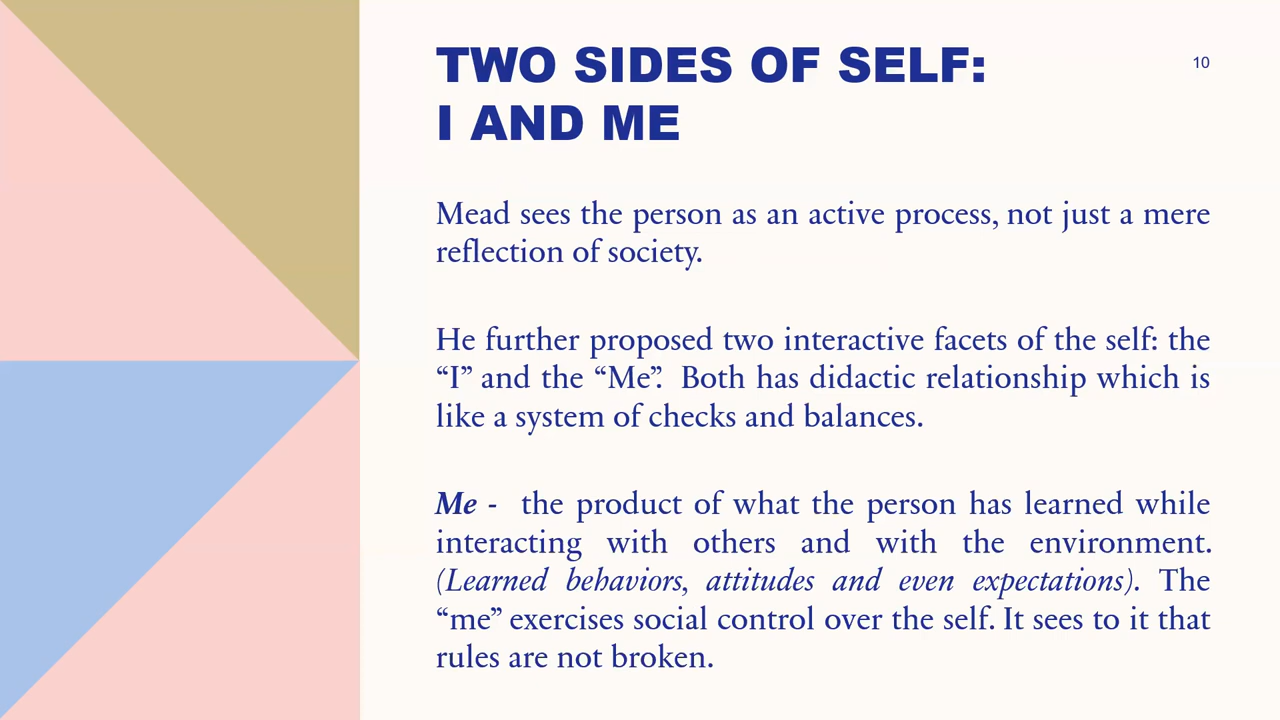 TWO SIDES OF SELF:
I AND ME
10
Mead sees the person as an active process, not just a mere
reflection of society.
He further proposed two interactive facets of the self: the
“I” and the “Me”. Both has didactic relationship which is
like a system of checks and balances.
Me - the product of what the person has learned while
interacting with others and with the environment.
(Learned behaviors, attitudes and even expectations). The
“me” exercises social control over the self. It sees to it that
rules are not broken.